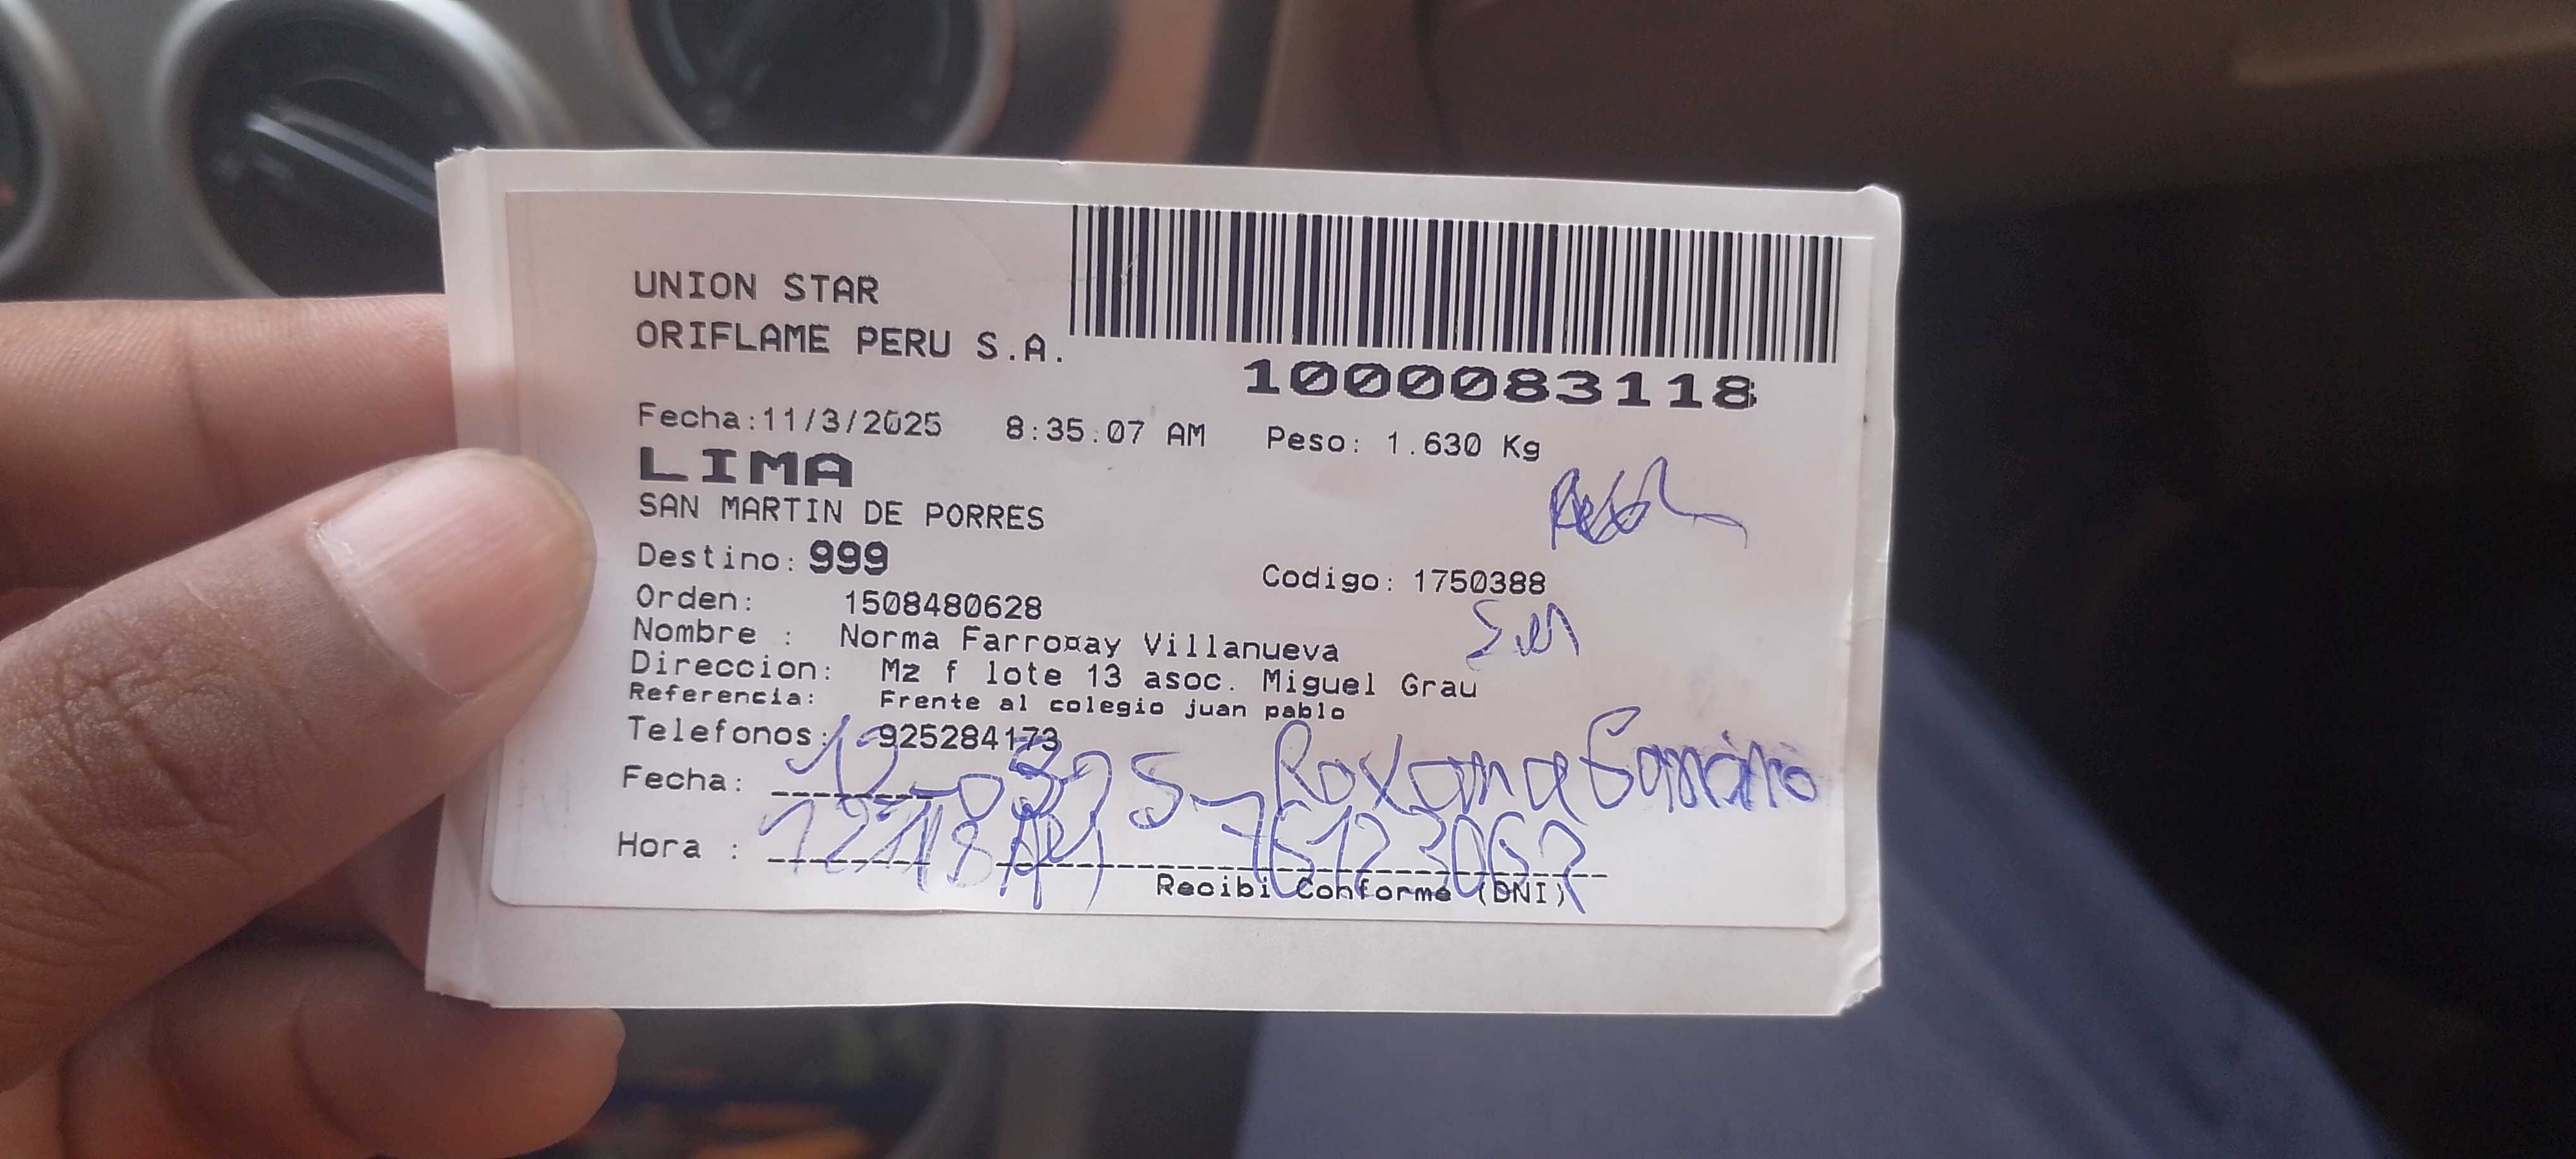 UNION STAR
ORIFLAME PERU S.A.
1000083118
Fecha:11/3/2025 8:35:07 AM Peso: 1.630 Kg
LIMA
SAN MARTIN DE PORRES
Destino: 999
Codigo: 1750388
Orden: 1508480628
Nombre : Norma Farro¤ay Villanueva
Direccion: Mz f lote 13 asoc. Miguel Grau
Referencia: Frente al colegio juan pablo
Telefonos: 925284173
Fecha: Roxana
Hora :
Recibi Conforme (DNI)